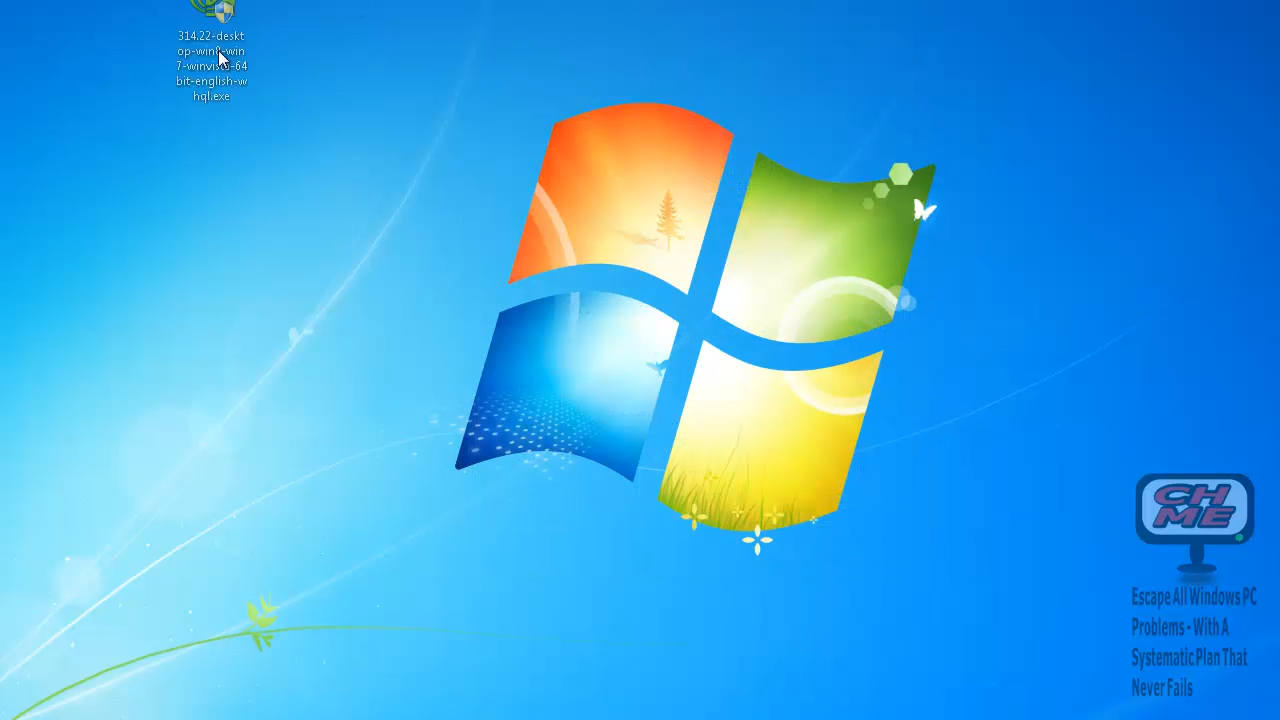 314.22-deskt
op-win8-win
7-winvista-64
bit-english-w
hql.exe
CH
ME
Escape All Windows PC
Problems - With A
Systematic Plan That
Never Fails